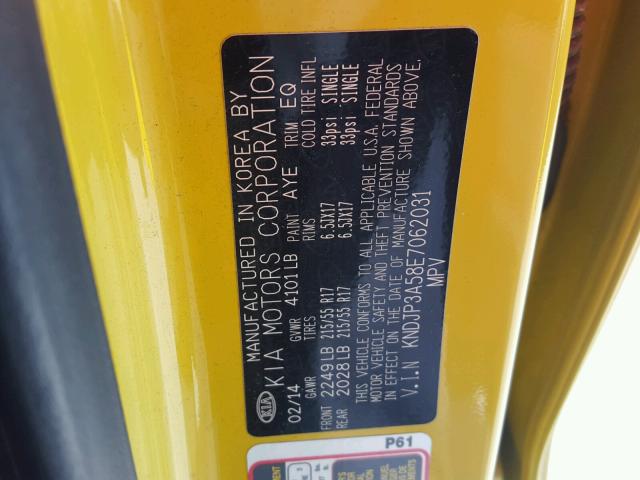 KIA
MANUFACTURED IN KOREA BY
KIA MOTORS CORPORATION
02/14 GVWR 4101LB PAINT AYE TRIM EQ
GAWR TIRES RIMS COLD TIRE INFL
FRONT 2249LB 215/55 R17 6.5JX17 33psi SINGLE
REAR 2028LB 215/55 R17 6.5JX17 33psi SINGLE
THIS VEHICLE CONFORMS TO ALL APPLICABLE U.S.A. FEDERAL
MOTOR VEHICLE SAFETY AND THEFT PREVENTION STANDARDS
IN EFFECT ON THE DATE OF MANUFACTURE SHOWN ABOVE.
V.I.N KNDJP3A58E7062031
MPV
P61